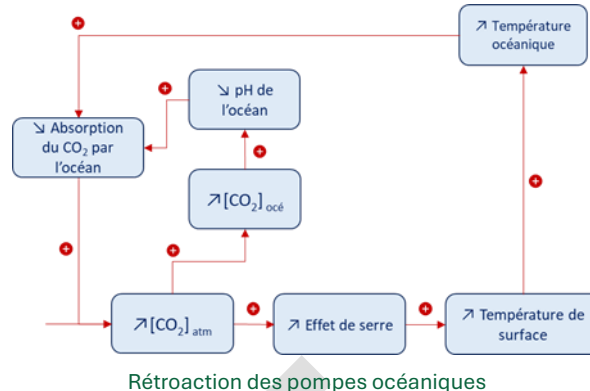 ↗ Température
océanique
↘ pH de
l'océan
↘ Absorption
du CO₂ par
l'océan
↗[CO₂] océ
↗[CO₂] atm
↗ Effet de serre
↗ Température de
surface
+
+
+
+
+
+
+
+
Rétroaction des pompes océaniques